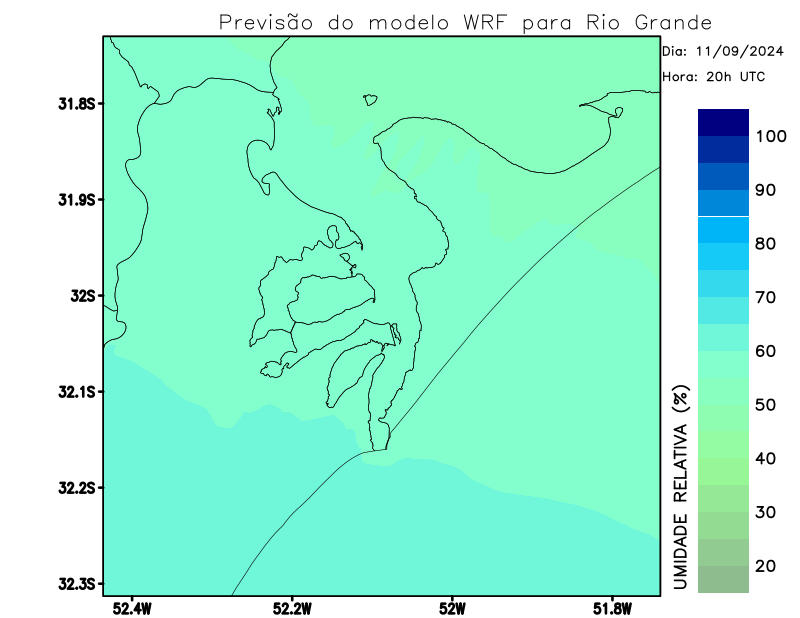 Previsão do modelo WRF para Rio Grande
Dia: 11/09/2024
Hora: 20h UTC
31.8S
31.9S
32S
32.1S
32.2S
32.3S
52.4W 52.2W 52W 51.8W
100
90
80
70
60
50
40
30
20
UMIDADE RELATIVA (%)